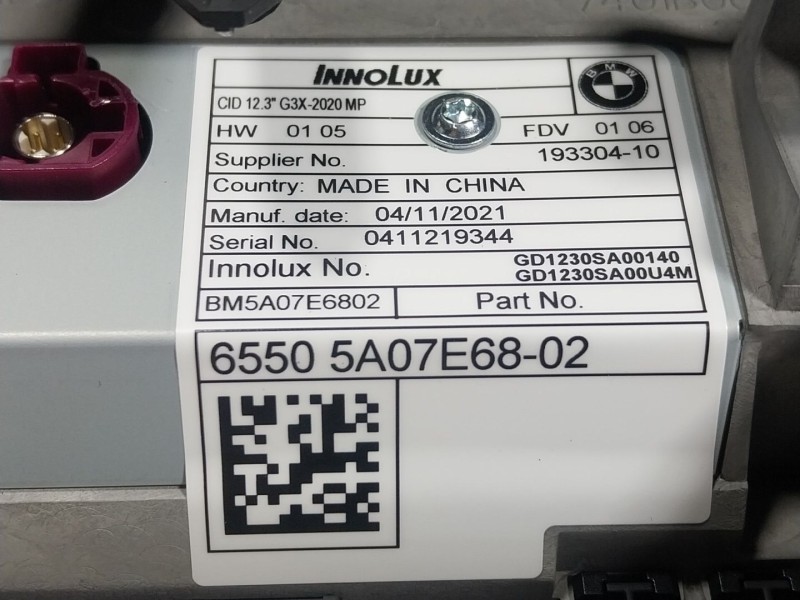 INNOLUX
BMW
CID 12.3" G3X-2020 MP
HW 01 05 FDV 01 06
Supplier No. 193304-10
Country: MADE IN CHINA
Manuf. date: 04/11/2021
Serial No. 0411219344
Innolux No. GD1230SA00140
GD1230SA00U4M
BM5A07E6802 Part No.
6550 5A07E68-02